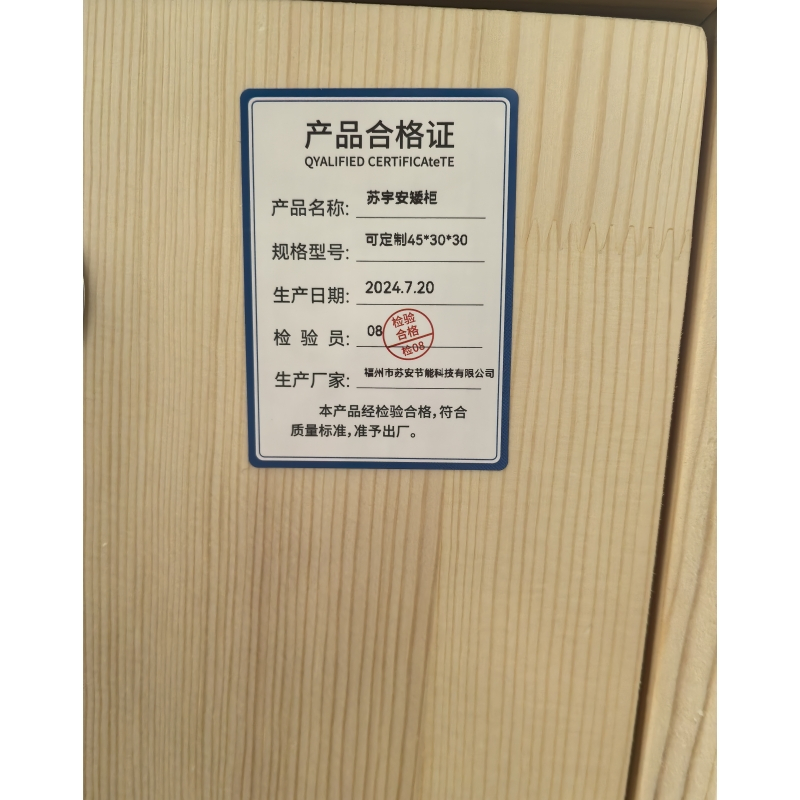 产品合格证
QYALIFIED CERTiFiCAteTE
产品名称: 苏宇安矮柜
规格型号: 可定制45*30*30
生产日期: 2024.7.20
检验员: 08
检验
合格
检08
生产厂家: 福州市苏安节能科技有限公司
本产品经检验合格,符合
质量标准,准予出厂。